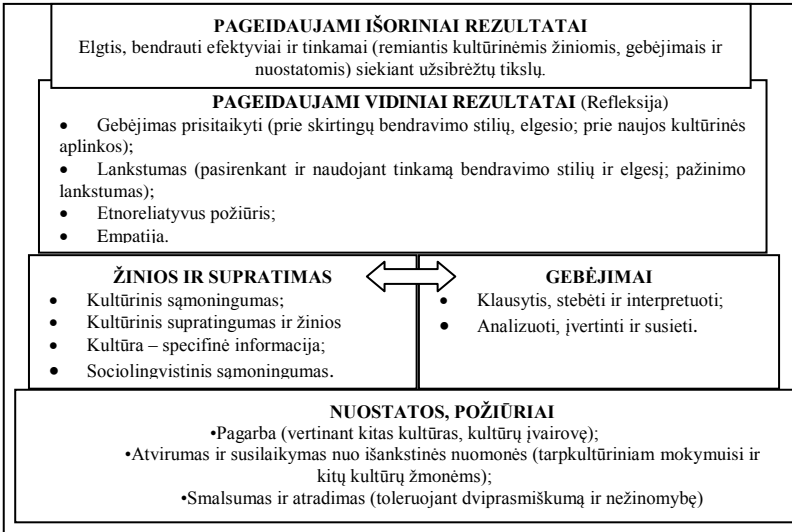 PAGEIDAUJAMI IŠORINIAI REZULTATAI
Elgtis, bendrauti efektyviai ir tinkamai (remiantis kultūrinėmis žiniomis, gebėjimais ir
nuostatomis) siekiant užsibrėžtų tikslų.
PAGEIDAUJAMI VIDINIAI REZULTATAI (Refleksija)
• Gebėjimas prisitaikyti (prie skirtingų bendravimo stilių, elgesio; prie naujos kultūrinės
aplinkos);
• Lankstumas (pasirenkant ir naudojant tinkamą bendravimo stilių ir elgesį; pažinimo
lankstumas);
• Etnoreliatyvus požiūris;
• Empatija.
ŽINIOS IR SUPRATIMAS
• Kultūrinis sąmoningumas;
• Kultūrinis supratingumas ir žinios
• Kultūra – specifinė informacija;
• Sociolingvistinis sąmoningumas.
GEBĖJIMAI
• Klausytis, stebėti ir interpretuoti;
• Analizuoti, įvertinti ir susieti.
NUOSTATOS, POŽIŪRIAI
•Pagarba (vertinant kitas kultūras, kultūrų įvairovę);
•Atvirumas ir susilaikymas nuo išankstinės nuomonės (tarpkultūriniam mokymuisi ir
kitų kultūrų žmonėms);
•Smalsumas ir atradimas (toleruojant dviprasmiškumą ir nežinomybę)